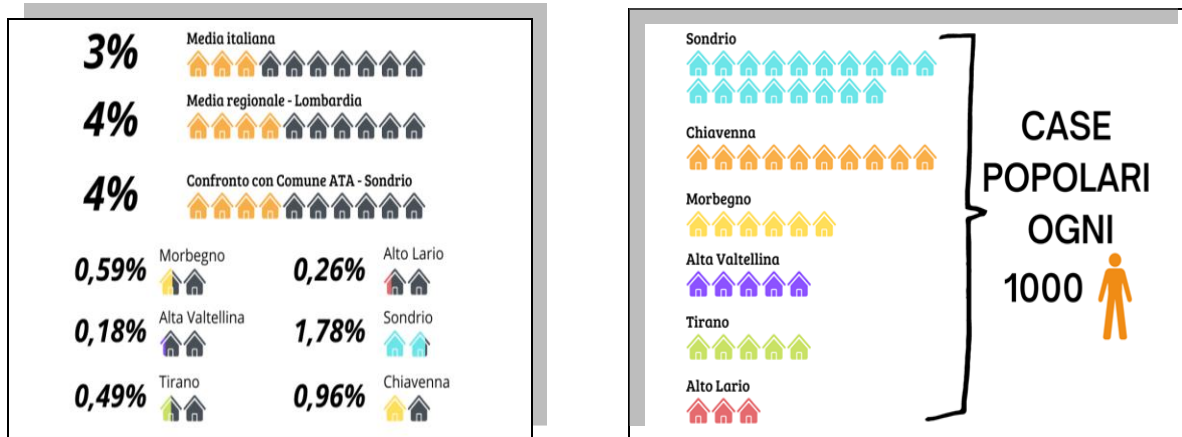 3%
Media italiana
4%
Media regionale - Lombardia
4%
Confronto con Comune ATA - Sondrio
0,59%
Morbegno
0,26%
Alto Lario
0,18%
Alta Valtellina
1,78%
Sondrio
0,49%
Tirano
0,96%
Chiavenna
Sondrio
Chiavenna
Morbegno
Alta Valtellina
Tirano
Alto Lario
CASE
POPOLARI
OGNI
1000